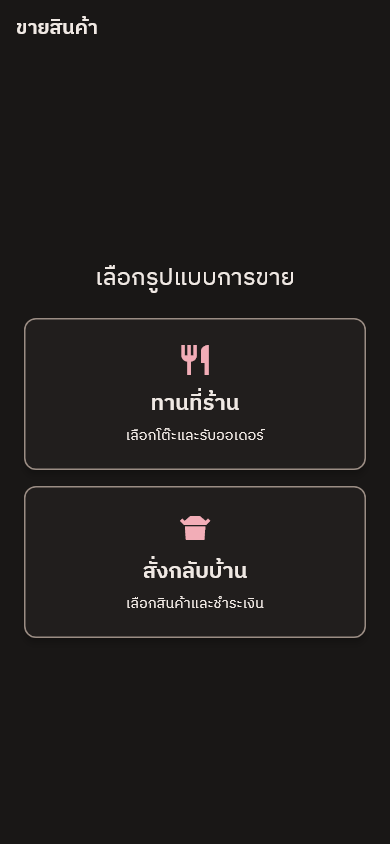 ขายสินค้า
เลือกรูปแบบการขาย
ทานที่ร้าน
เลือกโต๊ะและรับออเดอร์
สั่งกลับบ้าน
เลือกสินค้าและชำระเงิน